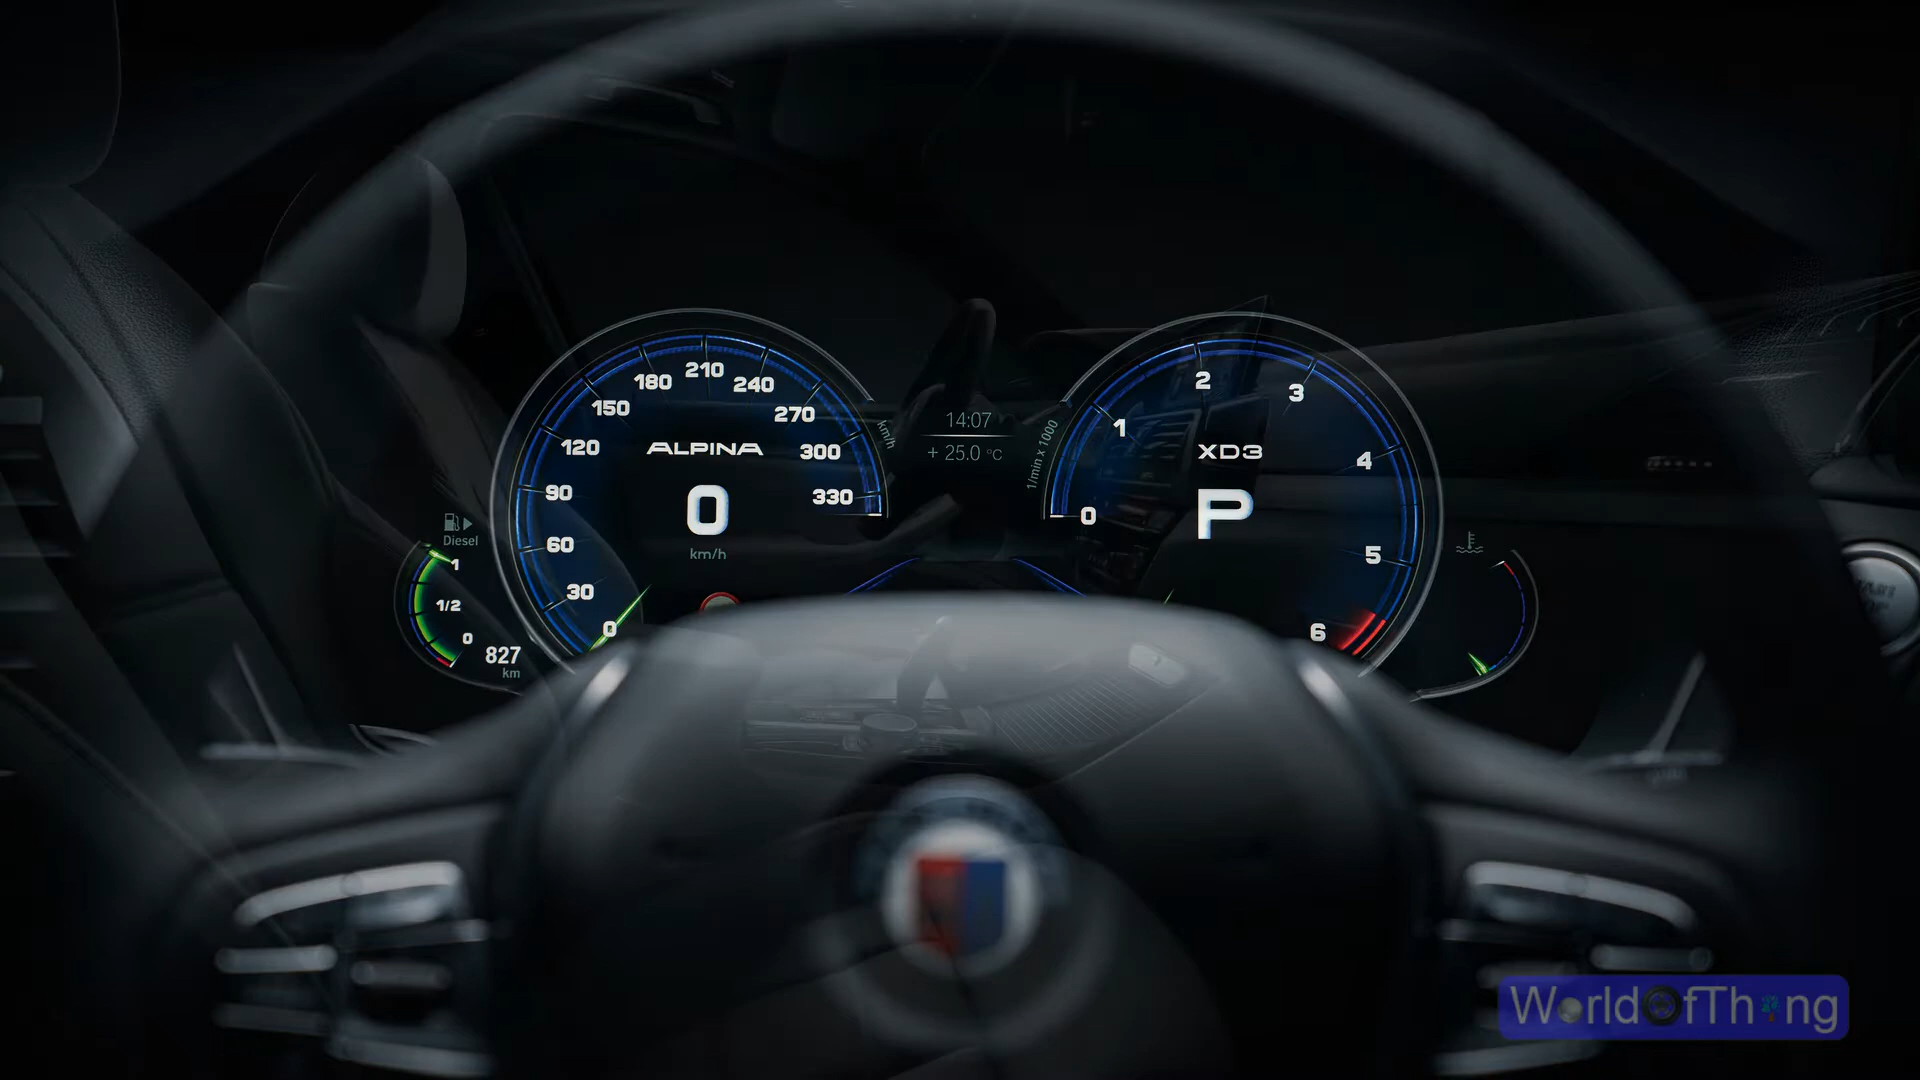 180 210 240
150 270
120 300
90 330
60
30
0
km/h
ALPINA
0
km/h
Diesel
1
1/2
0
827
km
14:07
+ 25.0 °C
1/min x 1000
0
1
2
3
4
5
6
XD3
P
START
WorldOfThing